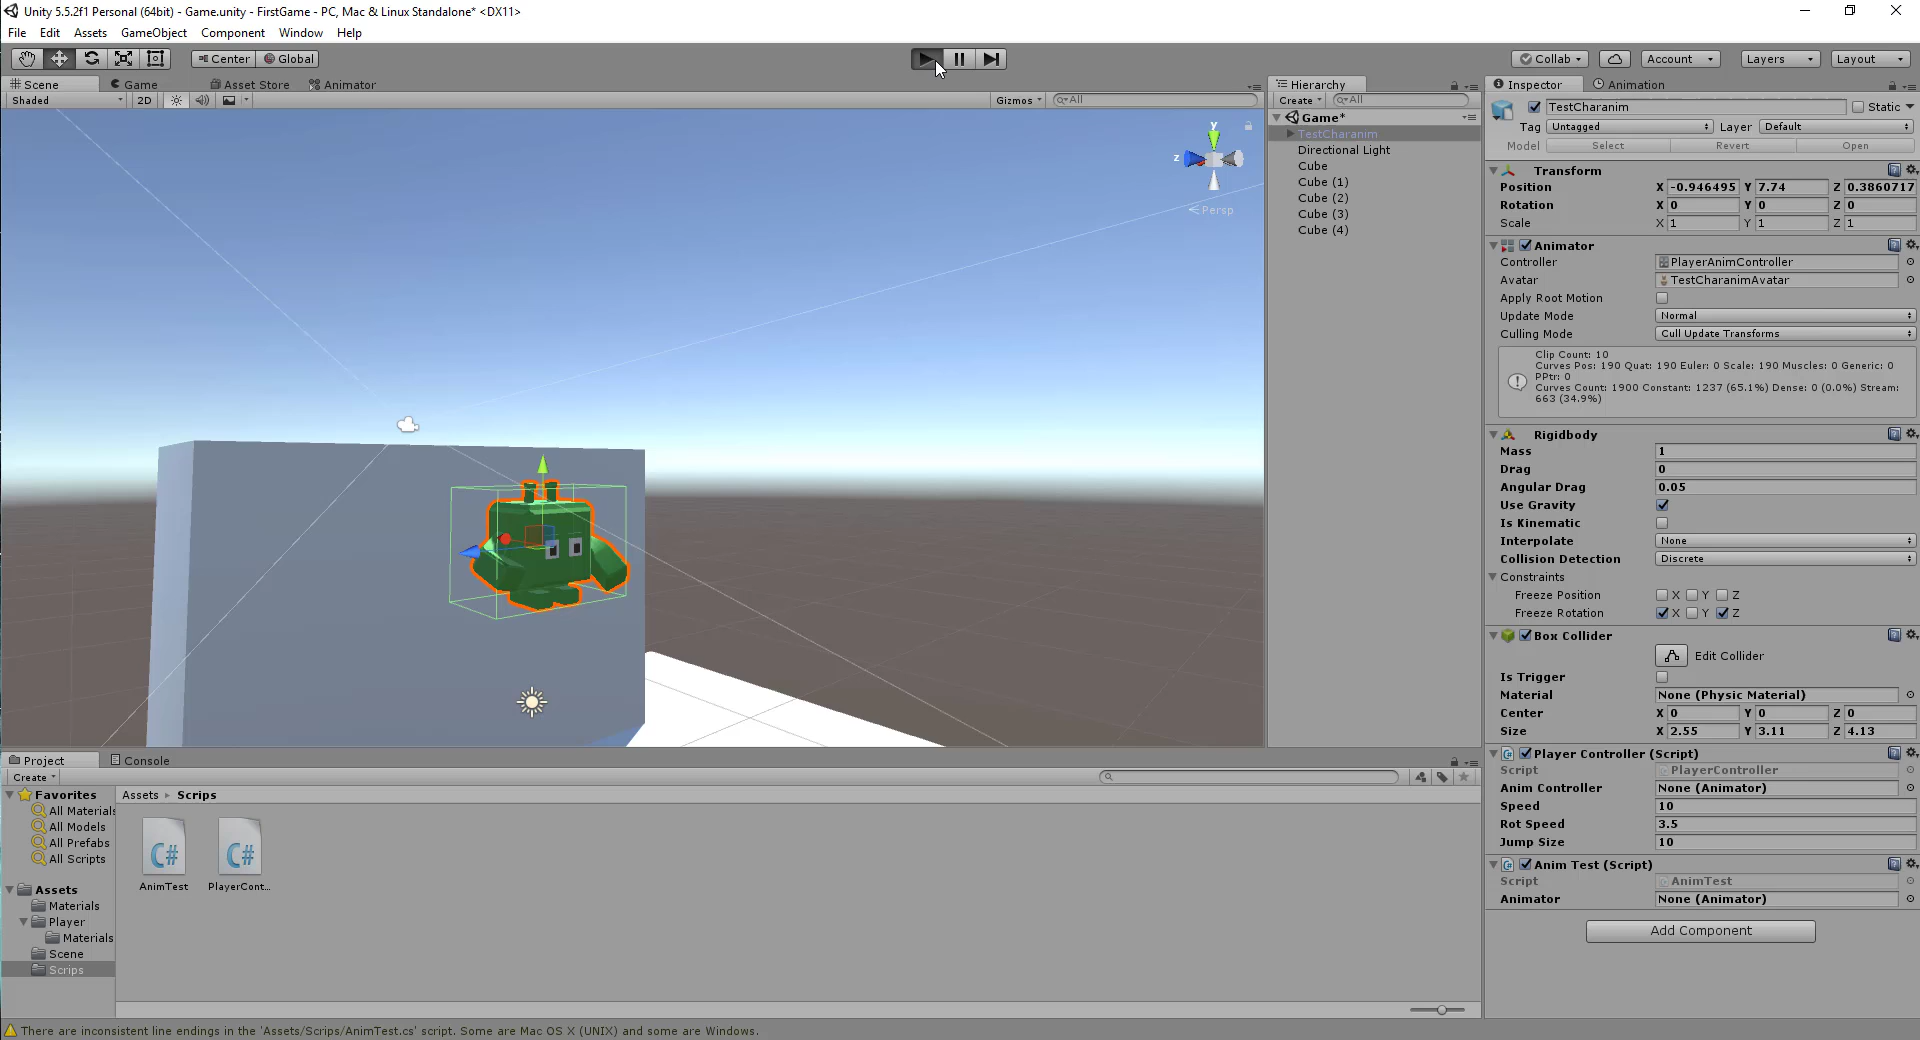 Unity 5.5.2f1 Personal (64bit) - Game.unity - FirstGame - PC, Mac & Linux Standalone* <DX11>
File Edit Assets GameObject Component Window Help
Center Global
Collab Account Layers Layout
Scene Game Asset Store Animator
Shaded 2D Gizmos All
y
z
Persp
Hierarchy
Create All
Game*
TestCharanim
Directional Light
Cube
Cube (1)
Cube (2)
Cube (3)
Cube (4)
Inspector Animation
TestCharanim Static
Tag Untagged Layer Default
Model Select Revert Open
Transform
Position X -0.946495 Y 7.74 Z 0.3860717
Rotation X 0 Y 0 Z 0
Scale X 1 Y 1 Z 1
Animator
Controller PlayerAnimController
Avatar TestCharanimAvatar
Apply Root Motion
Update Mode Normal
Culling Mode Cull Update Transforms
Clip Count: 10
Curves Pos: 190 Quat: 190 Euler: 0 Scale: 190 Muscles: 0 Generic: 0
PPtr: 0
Curves Count: 1900 Constant: 1237 (65.1%) Dense: 0 (0.0%) Stream:
663 (34.9%)
Rigidbody
Mass 1
Drag 0
Angular Drag 0.05
Use Gravity
Is Kinematic
Interpolate None
Collision Detection Discrete
Constraints
Freeze Position X Y Z
Freeze Rotation X Y Z
Box Collider
Edit Collider
Is Trigger
Material None (Physic Material)
Center X 0 Y 0 Z 0
Size X 2.55 Y 3.11 Z 4.13
Player Controller (Script)
Script PlayerController
Anim Controller None (Animator)
Speed 10
Rot Speed 3.5
Jump Size 10
Anim Test (Script)
Script AnimTest
Animator None (Animator)
Add Component
Project Console
Create
Favorites
All Materials
All Models
All Prefabs
All Scripts
Assets
Materials
Player
Materials
Scene
Scrips
Assets Scrips
C# C#
AnimTest PlayerCont...
There are inconsistent line endings in the 'Assets/Scrips/AnimTest.cs' script. Some are Mac OS X (UNIX) and some are Windows.